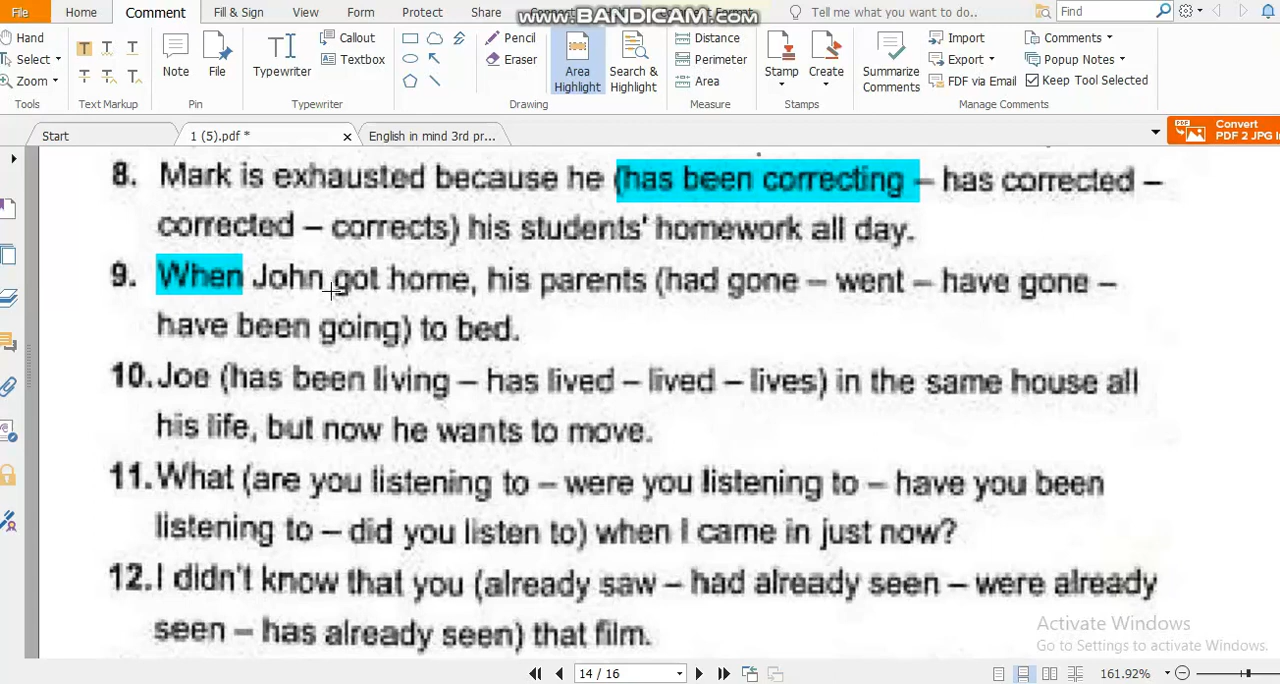 File Home Comment Fill & Sign View Form Protect Share Format Tell me what you want to do.. Find
www.BANDICAM.com
Hand Select Zoom Tools
Text Markup
Note File Pin
Typewriter Callout Textbox Typewriter
Pencil Eraser Area Highlight Search & Highlight Drawing
Distance Perimeter Area Measure
Stamp Create Stamps
Summarize Comments Import Export FDF via Email Comments Popup Notes Keep Tool Selected Manage Comments
Start 1 (5).pdf * English in mind 3rd pr... Convert PDF 2 JPG
8. Mark is exhausted because he (has been correcting – has corrected –
corrected – corrects) his students' homework all day.
9. When John got home, his parents (had gone – went – have gone –
have been going) to bed.
10. Joe (has been living – has lived – lived – lives) in the same house all
his life, but now he wants to move.
11. What (are you listening to – were you listening to – have you been
listening to – did you listen to) when I came in just now?
12. I didn't know that you (already saw – had already seen – were already
seen – has already seen) that film.
Activate Windows
Go to Settings to activate Windows.
14 / 16 161.92%